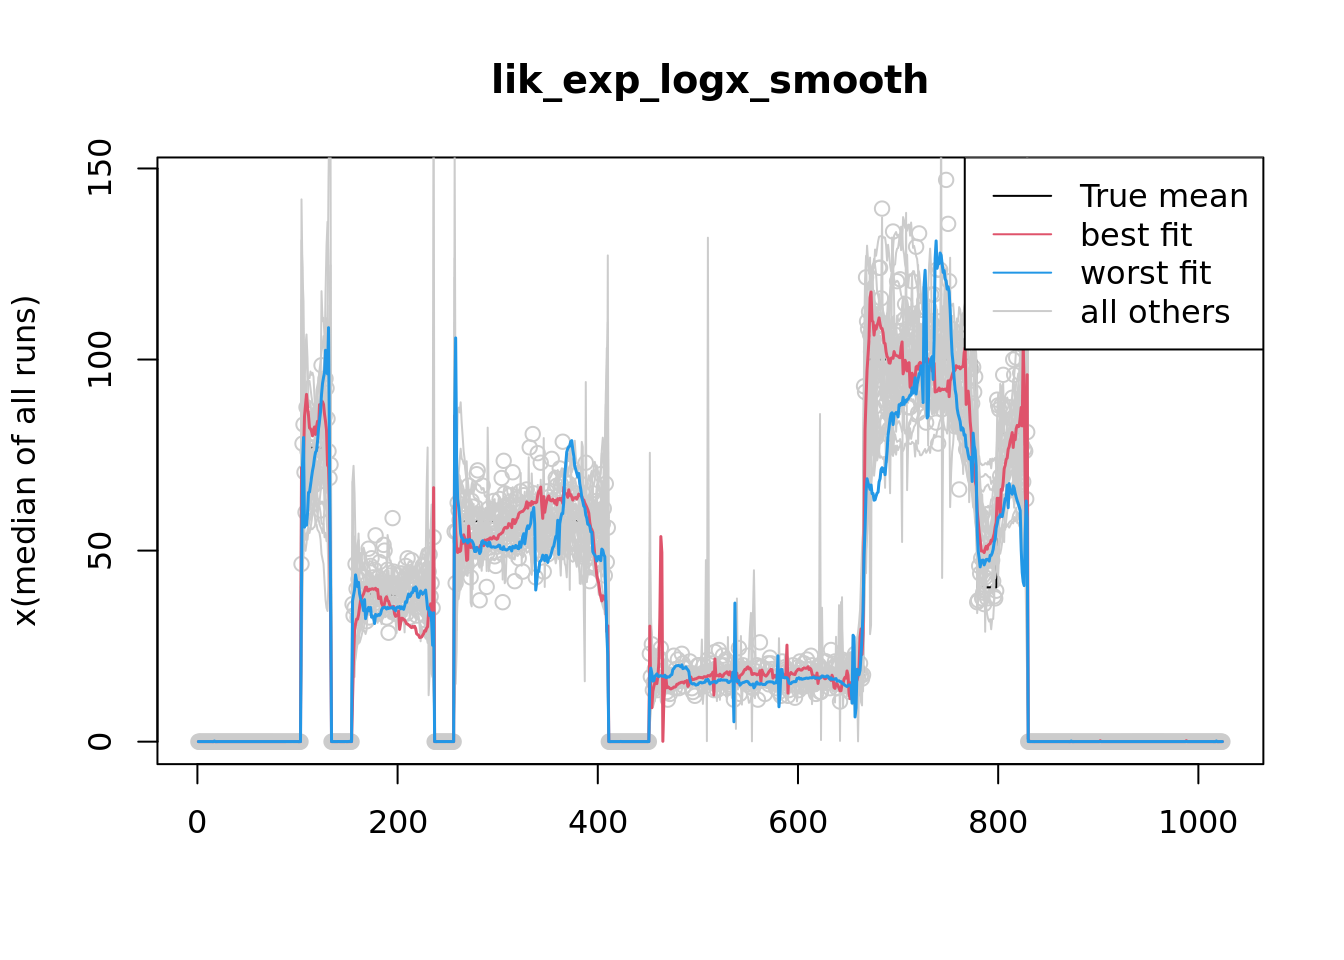 lik_exp_logx_smooth
x(median of all runs)
150
100
50
0
True mean
best fit
worst fit
all others
0 200 400 600 800 1000